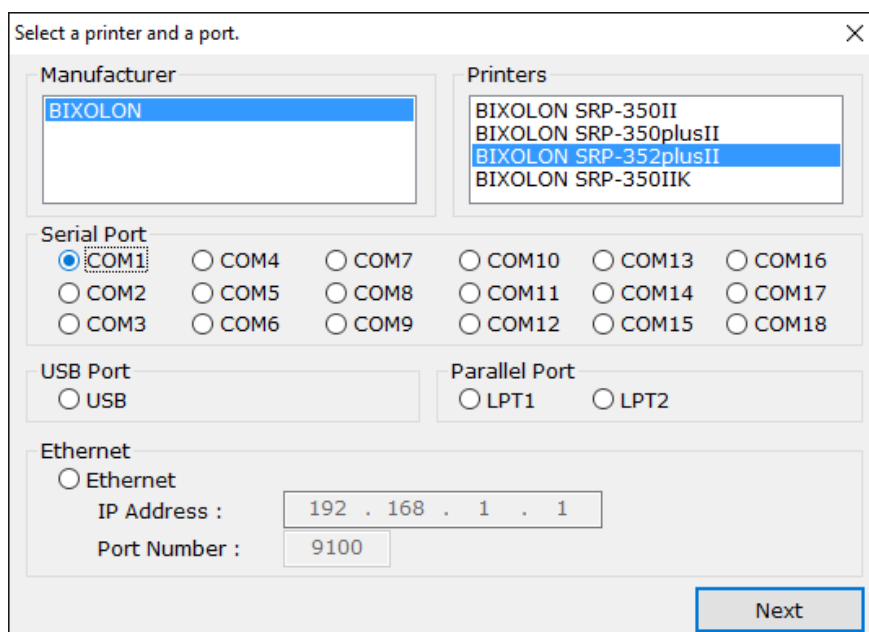 Select a printer and a port.
Manufacturer
BIXOLON
Printers
BIXOLON SRP-350II
BIXOLON SRP-350plusII
BIXOLON SRP-352plusII
BIXOLON SRP-350IIK
Serial Port
COM1 COM4 COM7 COM10 COM13 COM16
COM2 COM5 COM8 COM11 COM14 COM17
COM3 COM6 COM9 COM12 COM15 COM18
USB Port
USB
Parallel Port
LPT1 LPT2
Ethernet
Ethernet
IP Address : 192 . 168 . 1 . 1
Port Number : 9100
Next